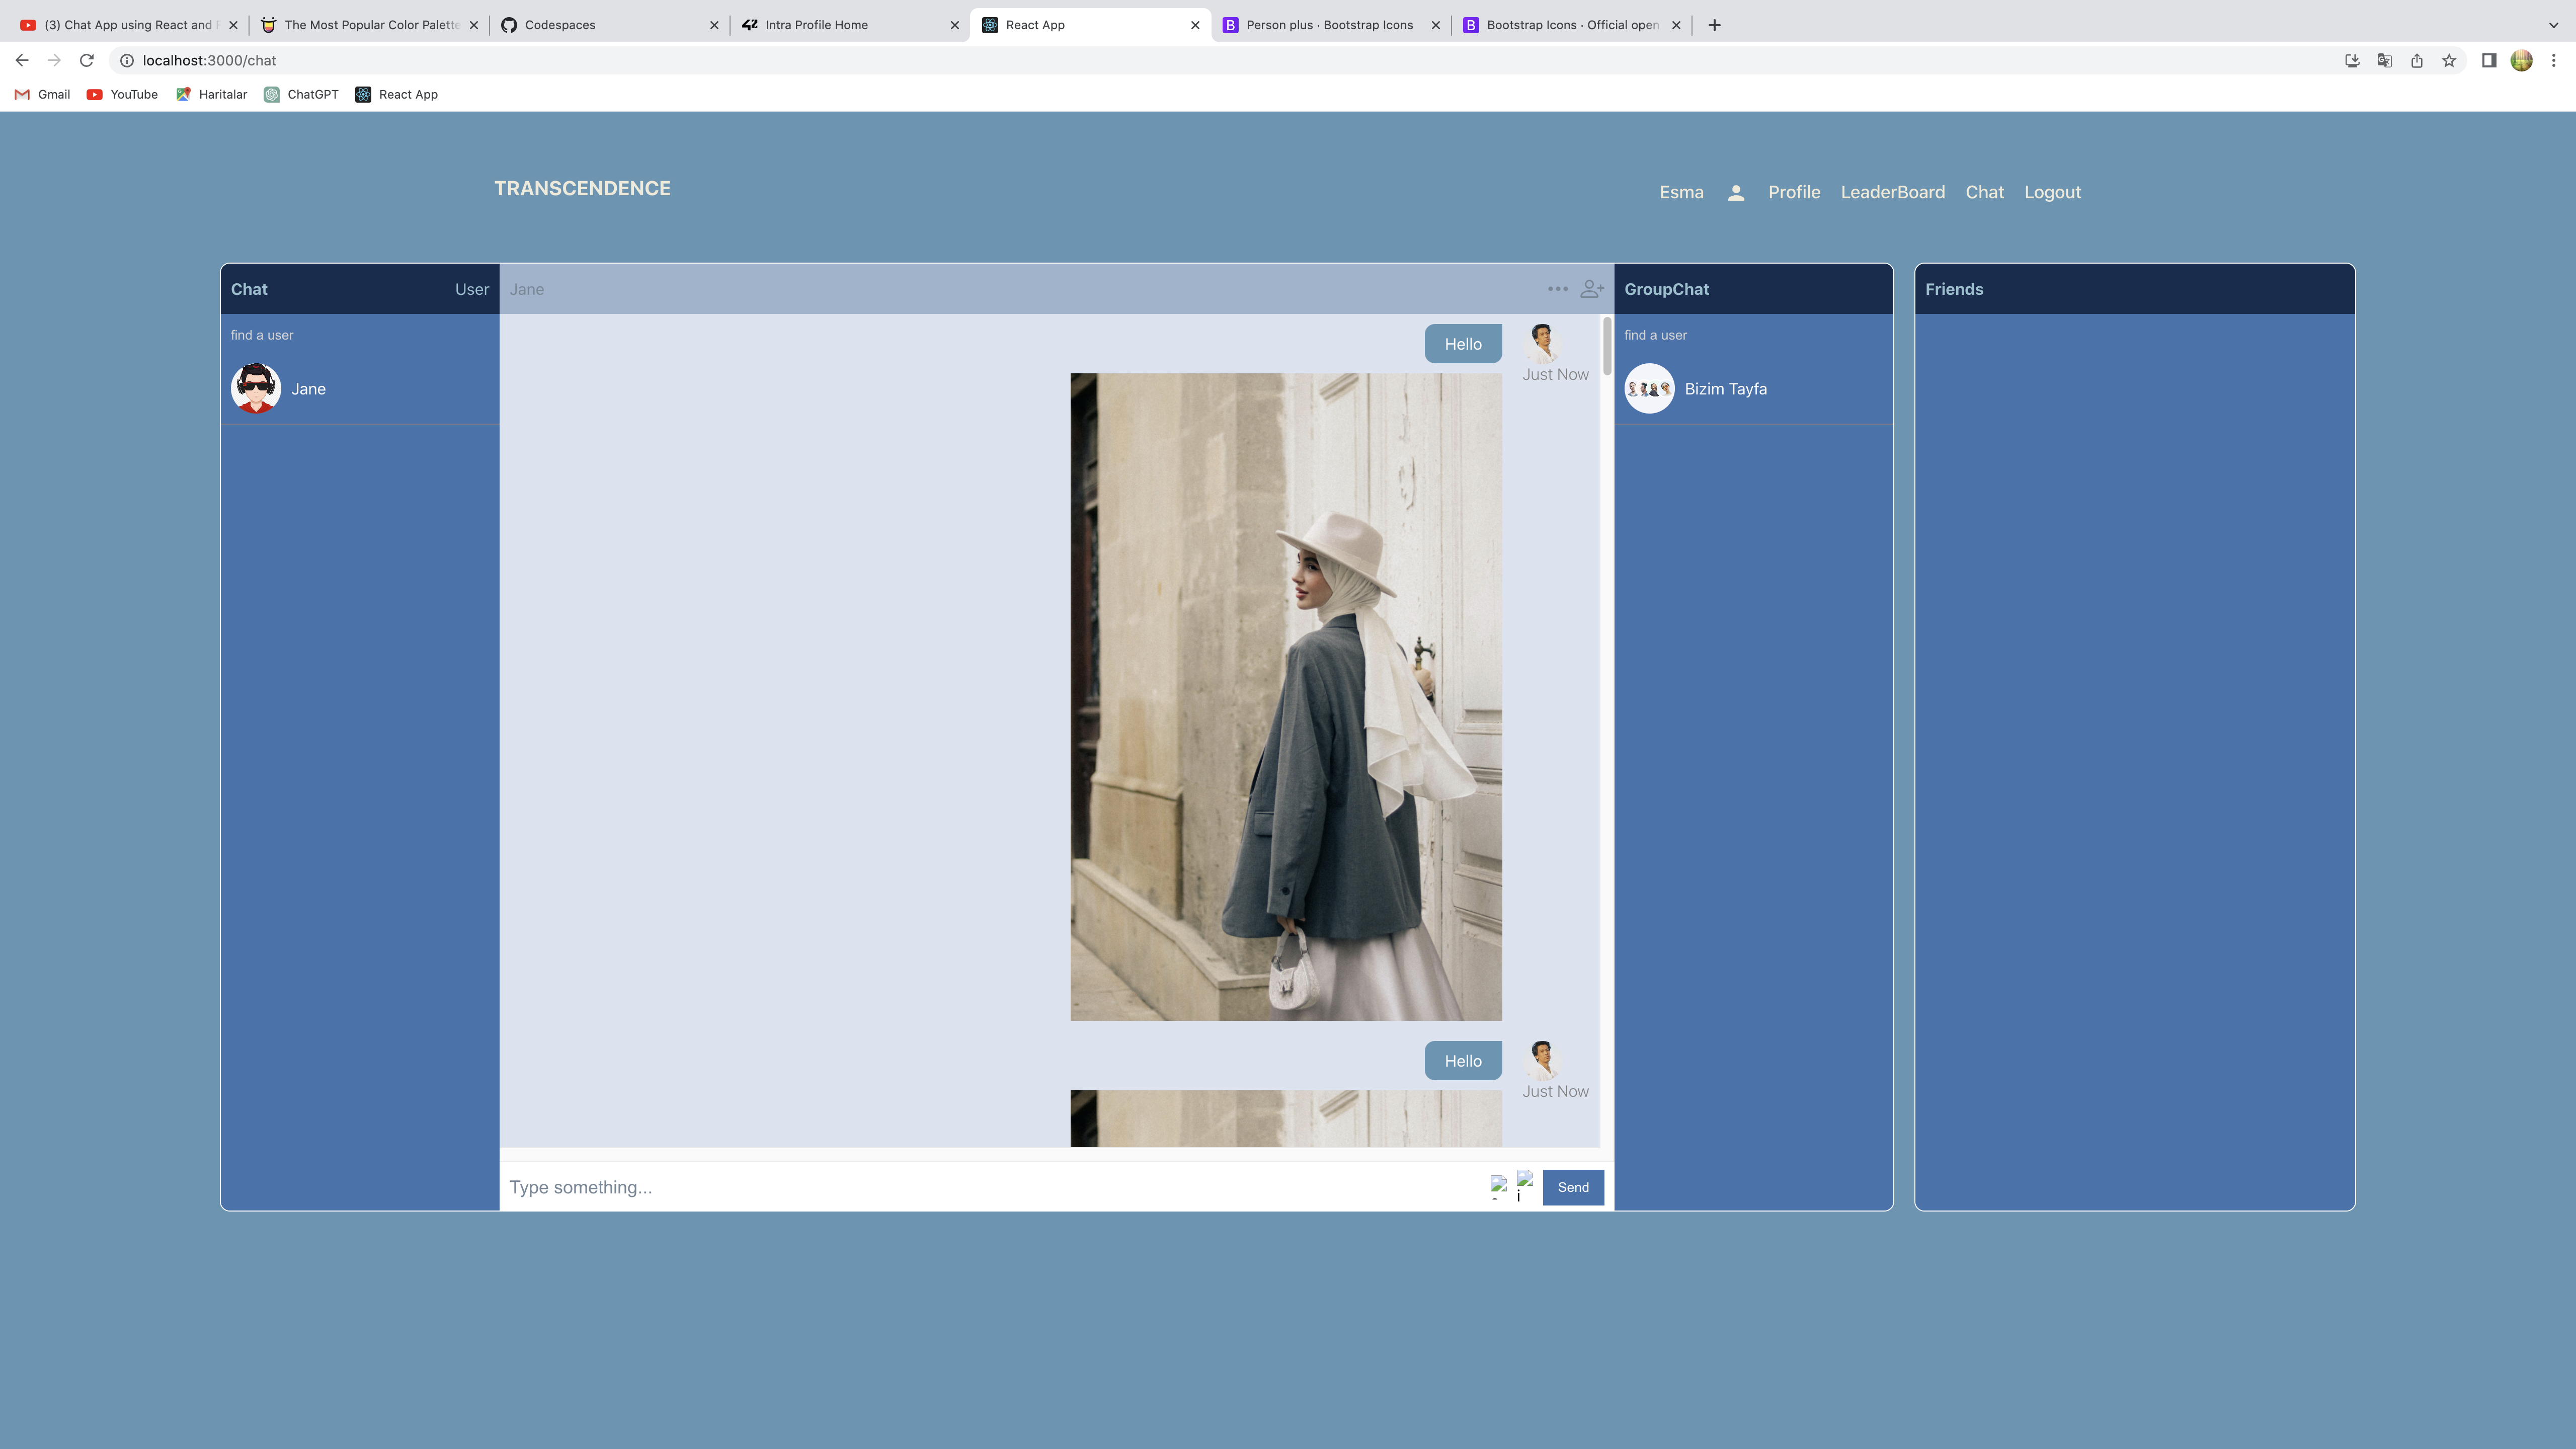 (3) Chat App using React and
The Most Popular Color Palette
Codespaces
Intra Profile Home
React App
Person plus · Bootstrap Icons
Bootstrap Icons · Official open
localhost:3000/chat
Gmail
YouTube
Haritalar
ChatGPT
React App
TRANSCENDENCE
Esma
Profile
LeaderBoard
Chat
Logout
Chat
User
Jane
GroupChat
Friends
find a user
Jane
Hello
Just Now
find a user
Bizim Tayfa
Hello
Just Now
Type something...
Send